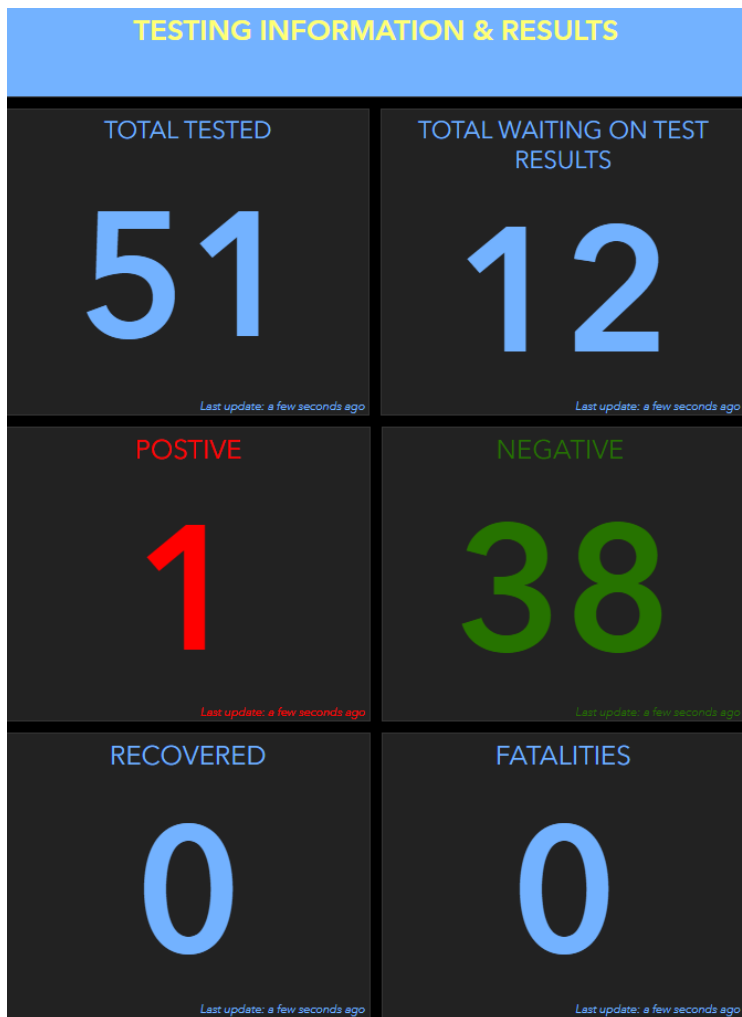 TESTING INFORMATION & RESULTS
TOTAL TESTED
51
Last update: a few seconds ago
TOTAL WAITING ON TEST
RESULTS
12
Last update: a few seconds ago
POSTIVE
1
Last update: a few seconds ago
NEGATIVE
38
Last update: a few seconds ago
RECOVERED
0
Last update: a few seconds ago
FATALITIES
0
Last update: a few seconds ago